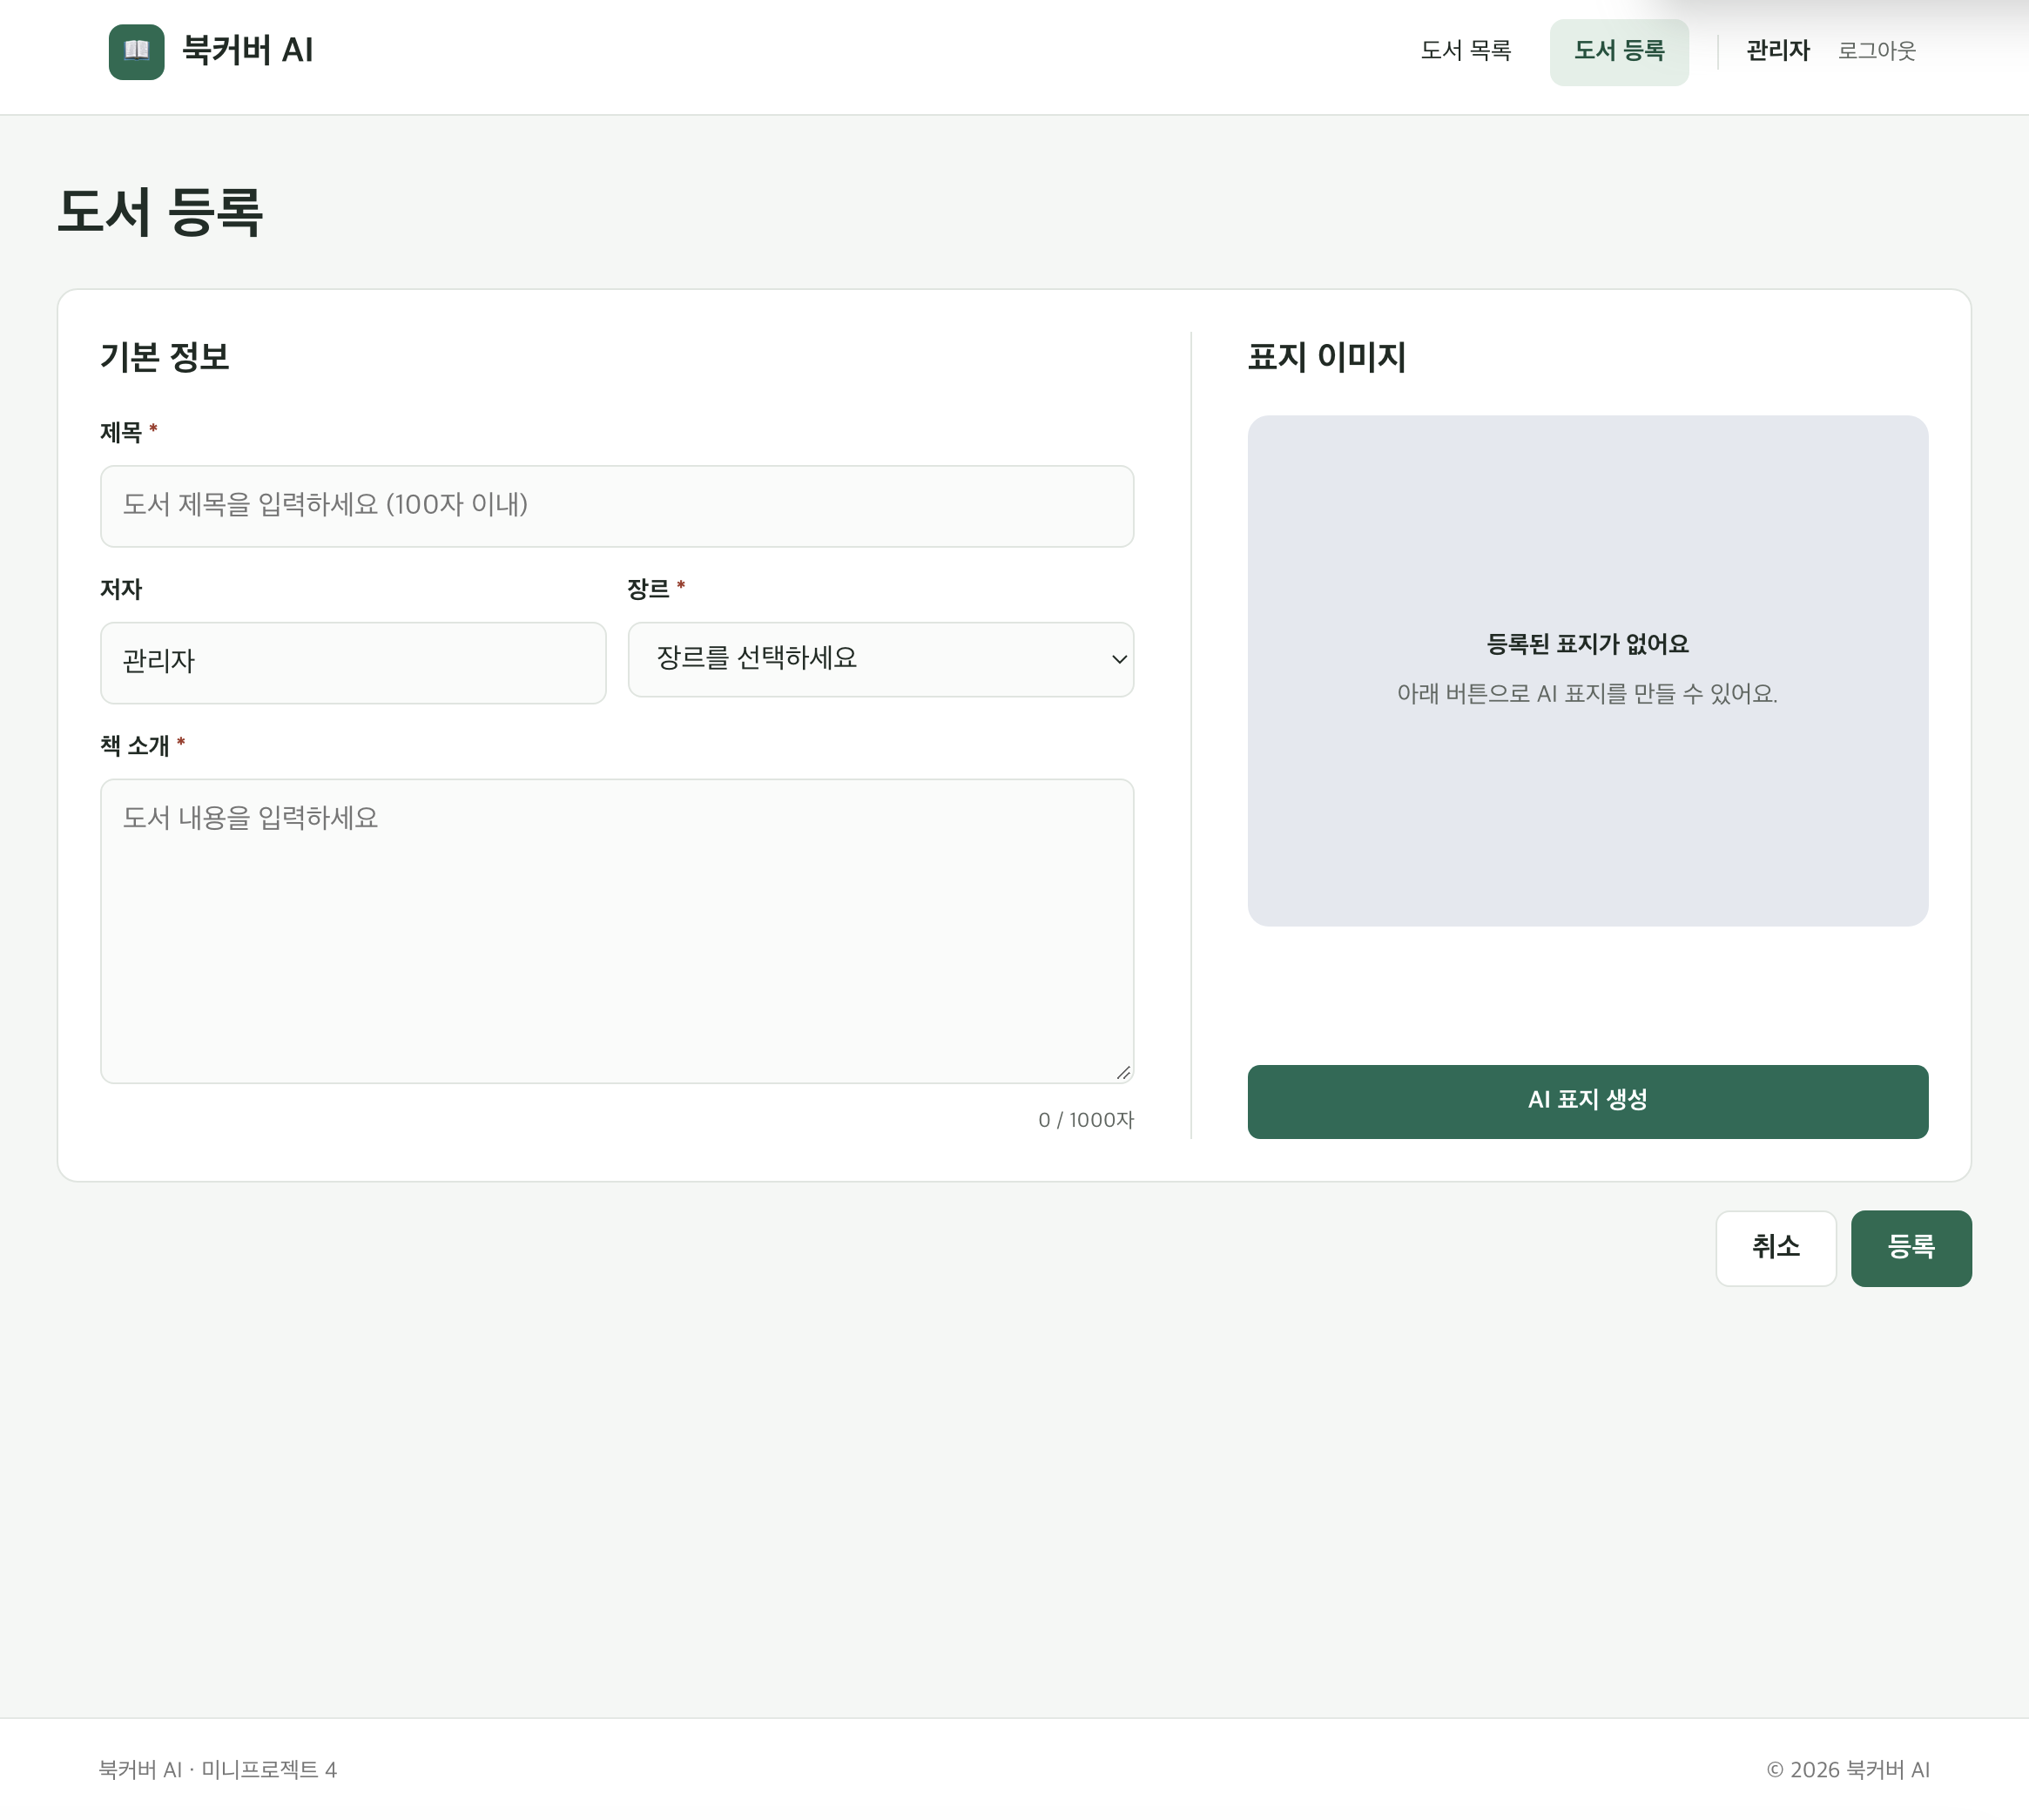 북커버 AI
도서 목록
도서 등록
관리자
로그아웃
도서 등록
기본 정보
제목 *
도서 제목을 입력하세요 (100자 이내)
저자
장르 *
관리자
장르를 선택하세요
책 소개 *
도서 내용을 입력하세요
0 / 1000자
표지 이미지
등록된 표지가 없어요
아래 버튼으로 AI 표지를 만들 수 있어요.
AI 표지 생성
취소
등록
북커버 AI · 미니프로젝트 4
© 2026 북커버 AI